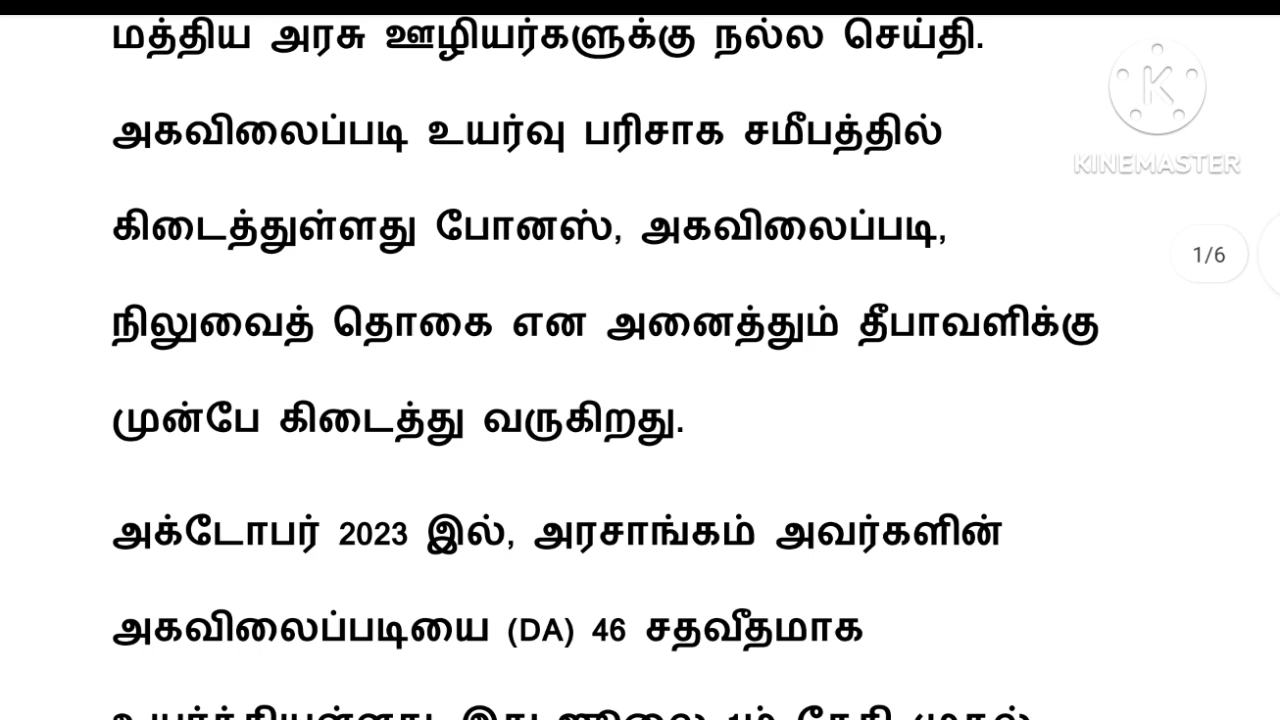 மத்திய அரசு ஊழியர்களுக்கு நல்ல செய்தி.
அகவிலைப்படி உயர்வு பரிசாக சமீபத்தில்
KINEMASTER
கிடைத்துள்ளது போனஸ், அகவிலைப்படி,
1/6
நிலுவைத் தொகை என அனைத்தும் தீபாவளிக்கு
முன்பே கிடைத்து வருகிறது.
அக்டோபர் 2023 இல், அரசாங்கம் அவர்களின்
அகவிலைப்படியை (DA) 46 சதவீதமாக